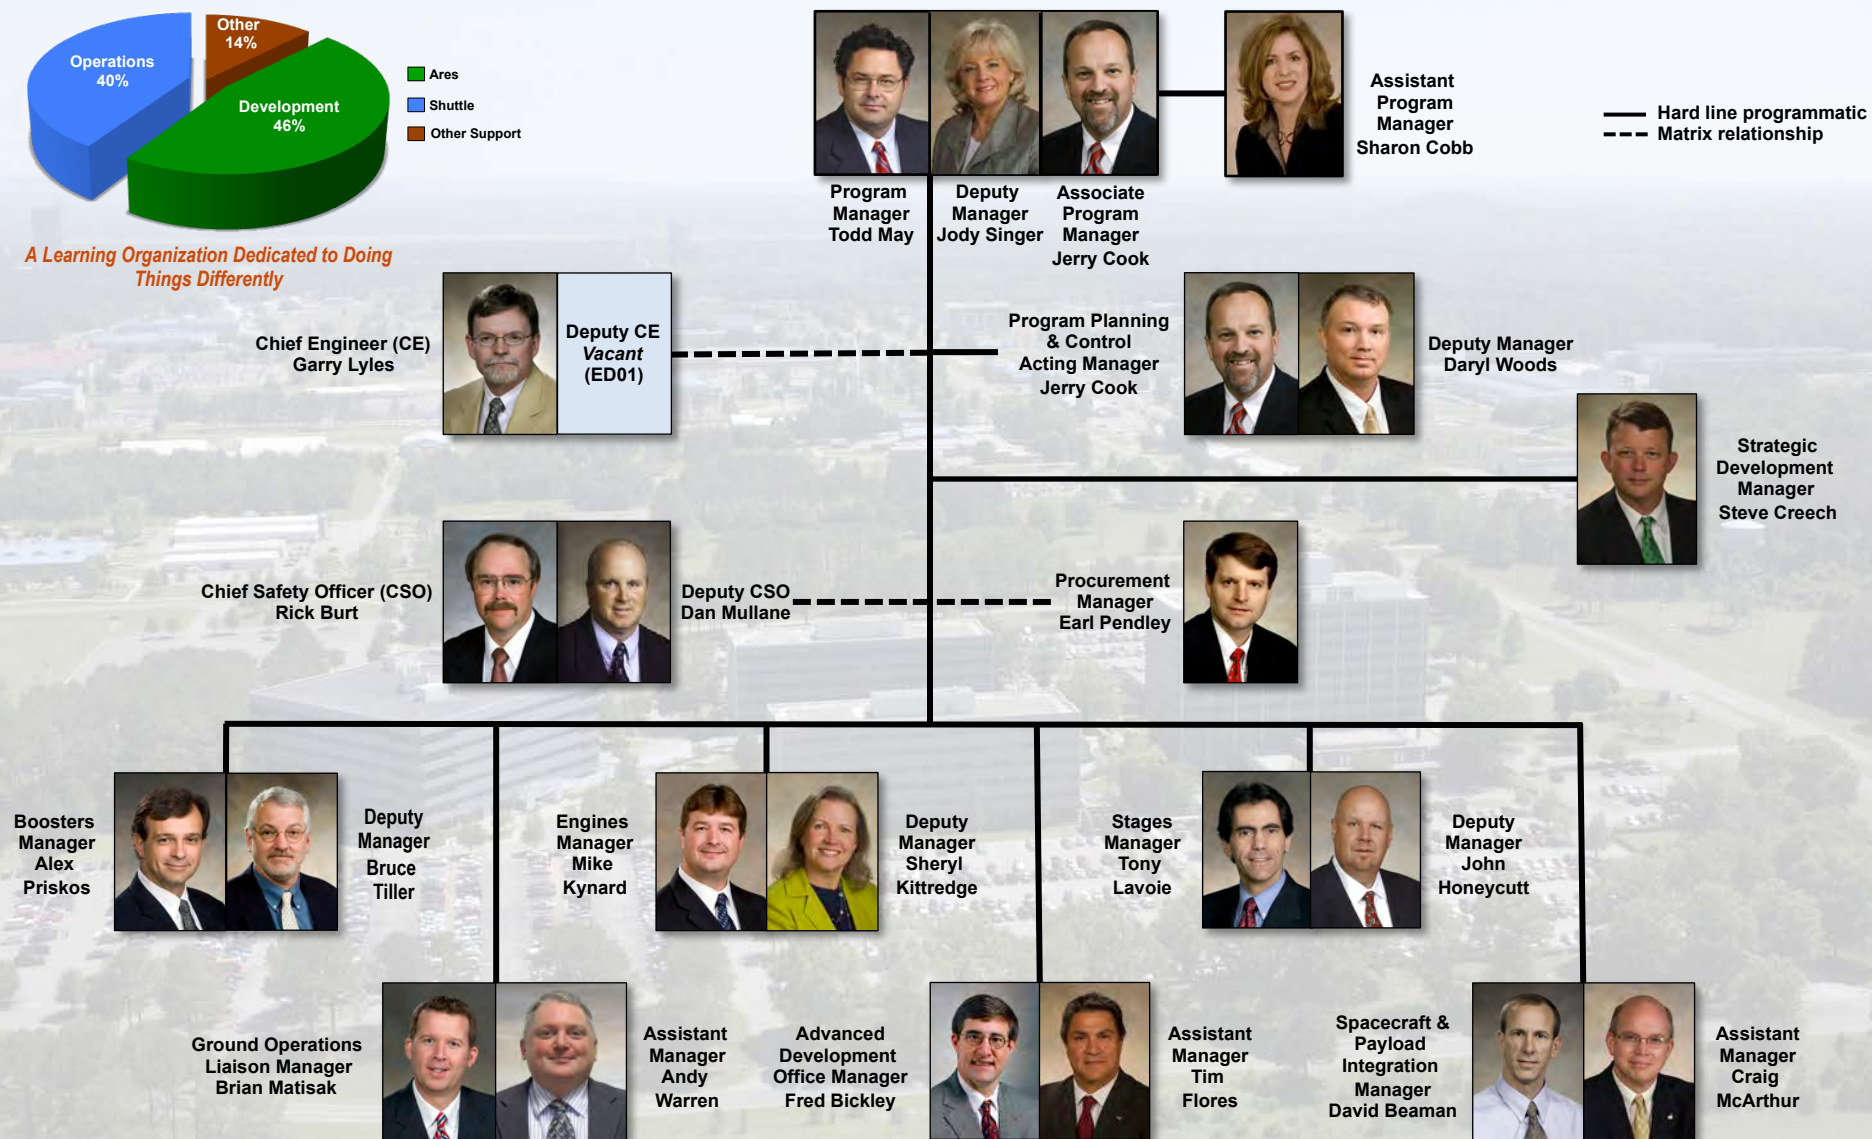 Other
14%
Operations
40%
Development
46%
Ares
Shuttle
Other Support
A Learning Organization Dedicated to Doing
Things Differently
Program
Manager
Todd May
Deputy
Manager
Jody Singer
Associate
Program
Manager
Jerry Cook
Assistant
Program
Manager
Sharon Cobb
Hard line programmatic
Matrix relationship
Chief Engineer (CE)
Garry Lyles
Deputy CE
Vacant
(ED01)
Program Planning
& Control
Acting Manager
Jerry Cook
Deputy Manager
Daryl Woods
Strategic
Development
Manager
Steve Creech
Chief Safety Officer (CSO)
Rick Burt
Deputy CSO
Dan Mullane
Procurement
Manager
Earl Pendley
Boosters
Manager
Alex
Priskos
Deputy
Manager
Bruce
Tiller
Engines
Manager
Mike
Kynard
Deputy
Manager
Sheryl
Kittredge
Stages
Manager
Tony
Lavoie
Deputy
Manager
John
Honeycutt
Ground Operations
Liaison Manager
Brian Matisak
Assistant
Manager
Andy
Warren
Advanced
Development
Office Manager
Fred Bickley
Assistant
Manager
Tim
Flores
Spacecraft &
Payload
Integration
Manager
David Beaman
Assistant
Manager
Craig
McArthur